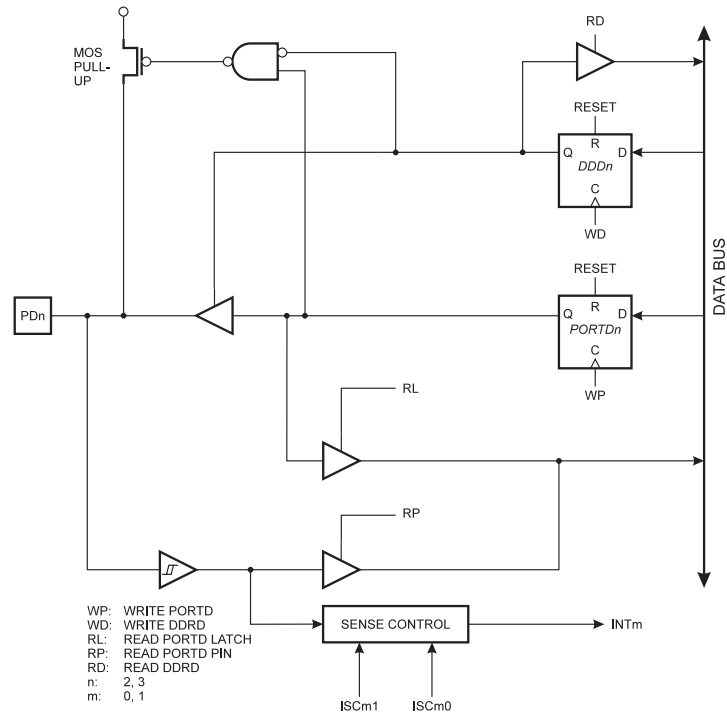 RD
MOS
PULL-
UP
RESET
R
Q
D
DDDn
C
WD
DATA BUS
RESET
PDn
R
Q
D
PORTDn
C
WP
RL
RP
WP: WRITE PORTD
WD: WRITE DDRD
RL: READ PORTD LATCH
RP: READ PORTD PIN
RD: READ DDRD
n: 2, 3
m: 0, 1
SENSE CONTROL
INTm
ISCm1
ISCm0